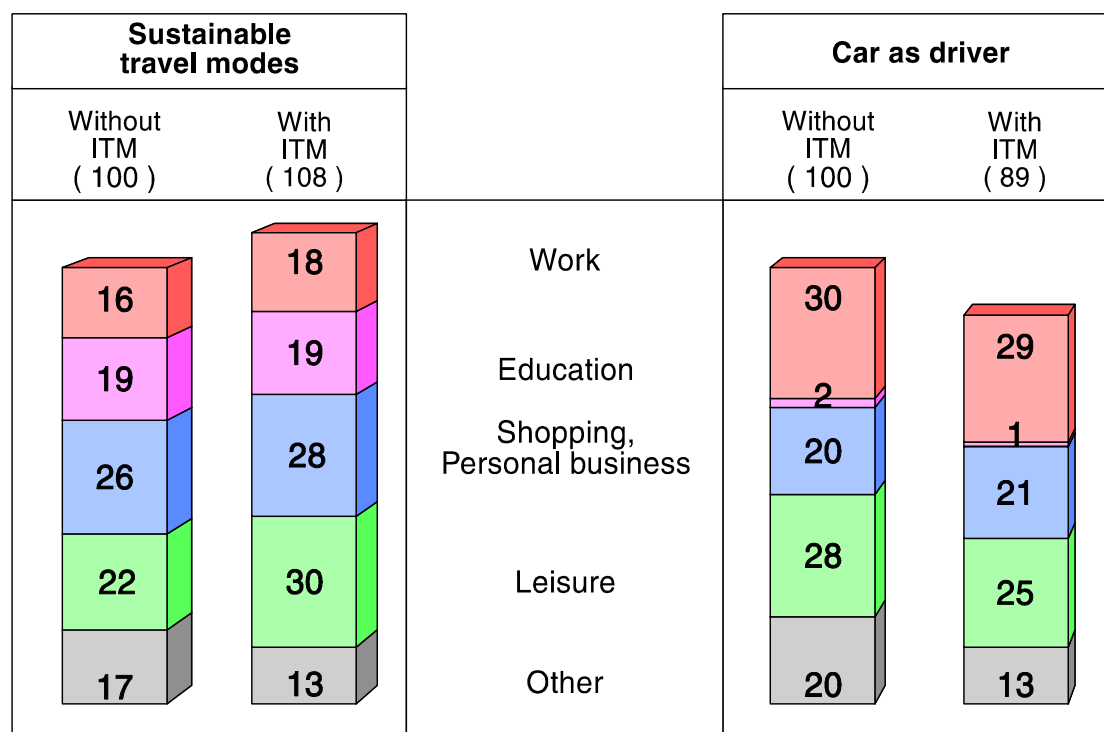 Sustainable
travel modes
Car as driver
Without
ITM
( 100 )
With
ITM
( 108 )
Without
ITM
( 100 )
With
ITM
( 89 )
16
18
Work
30
29
19
19
Education
2
1
26
28
Shopping,
Personal business
20
21
22
30
Leisure
28
25
17
13
Other
20
13